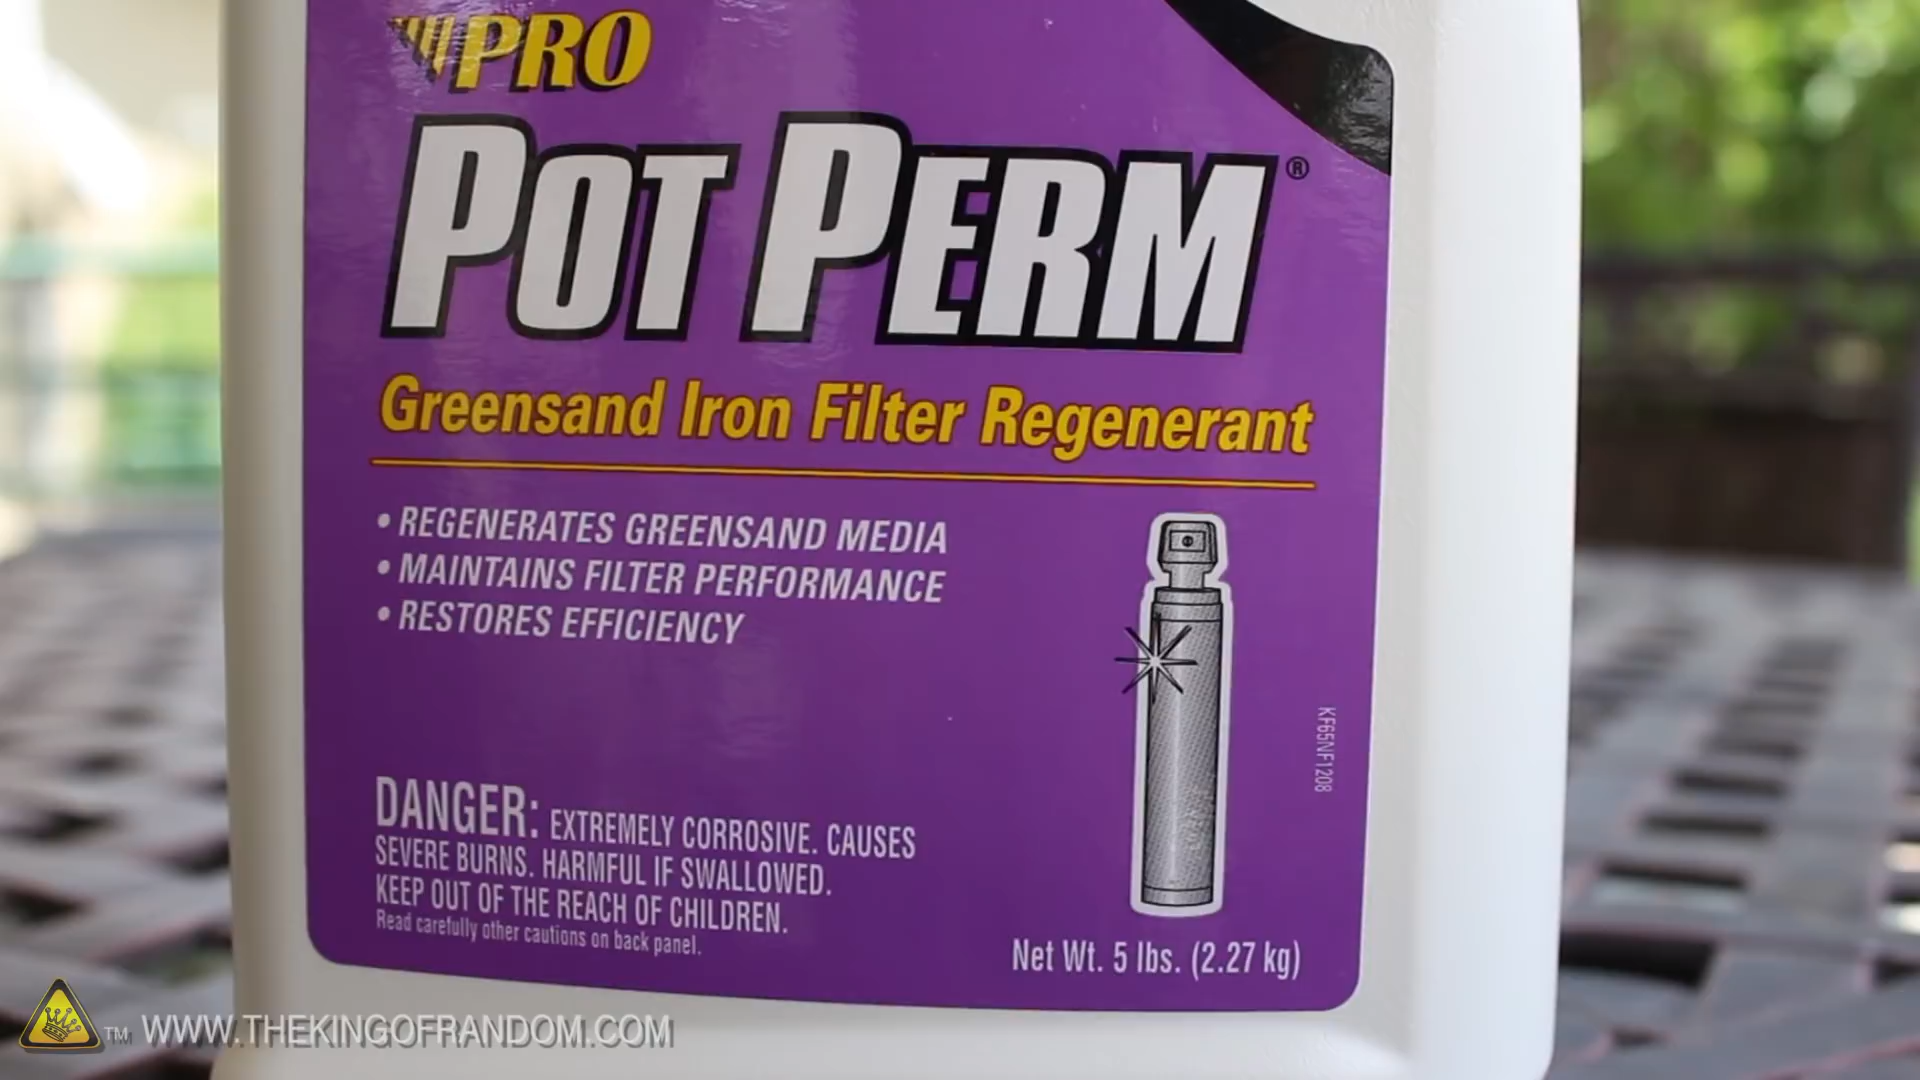 PRO
POT PERM®
Greensand Iron Filter Regenerant
• REGENERATES GREENSAND MEDIA
• MAINTAINS FILTER PERFORMANCE
• RESTORES EFFICIENCY
KF65NF1208
DANGER: EXTREMELY CORROSIVE. CAUSES
SEVERE BURNS. HARMFUL IF SWALLOWED.
KEEP OUT OF THE REACH OF CHILDREN.
Read carefully other cautions on back panel.
Net Wt. 5 lbs. (2.27 kg)
™ WWW.THEKINGOFRANDOM.COM